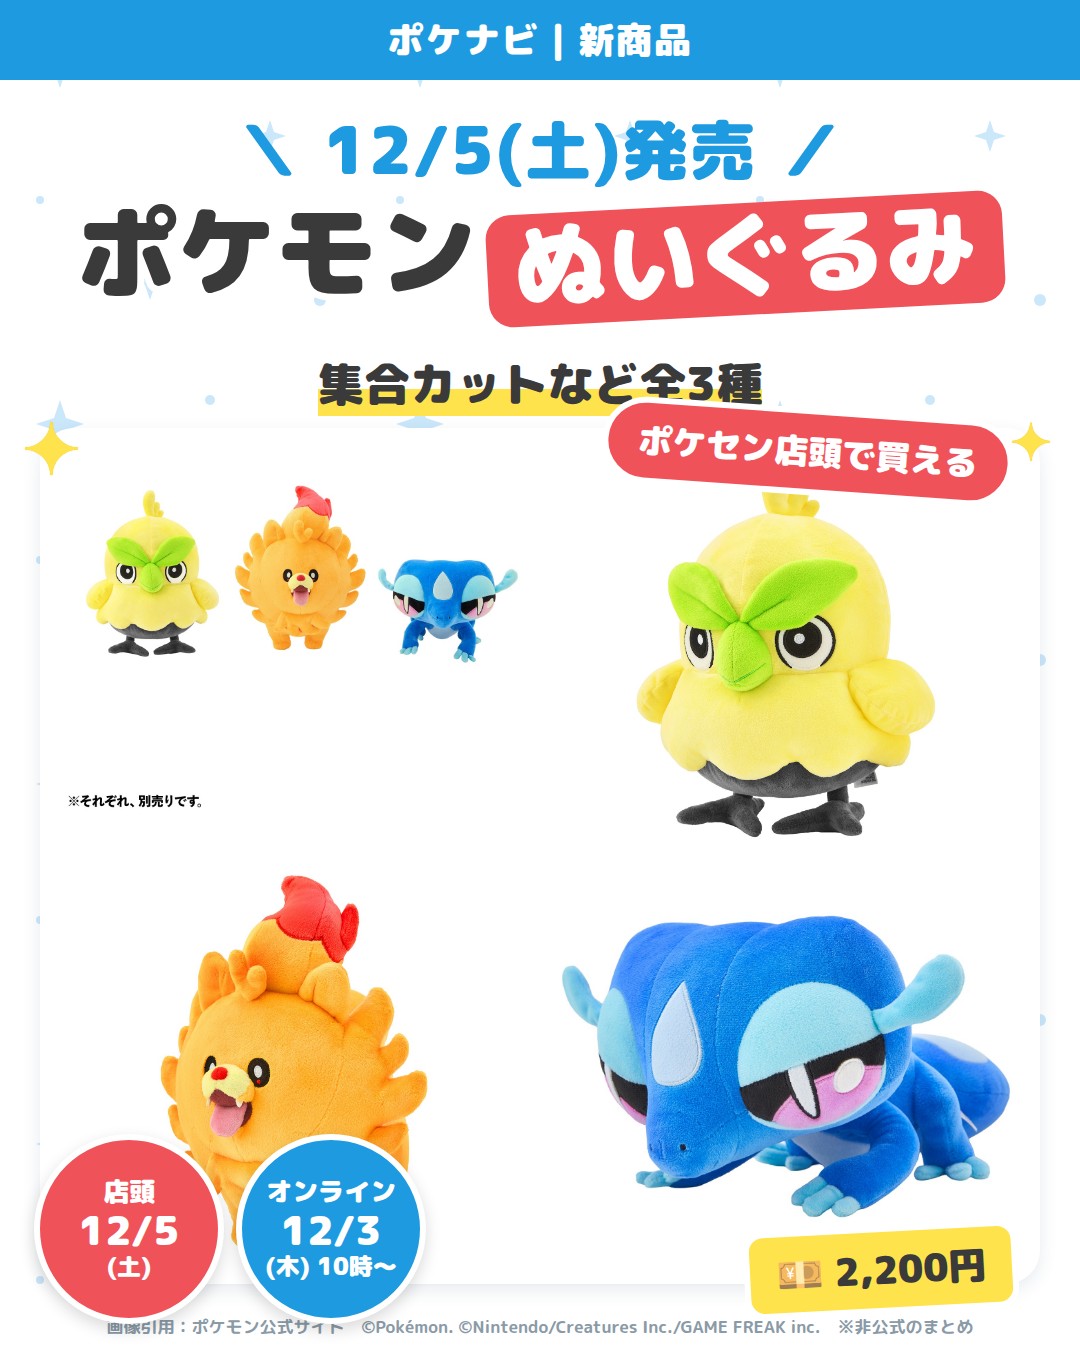 ポケナビ | 新商品
\ 12/5(土)発売 /
ポケモン ぬいぐるみ
集合カットなど全3種
ポケセン店頭で買える
※それぞれ、別売りです。
店頭
12/5
(土)
オンライン
12/3
(木) 10時〜
2,200円
画像引用：ポケモン公式サイト ©Pokémon. ©Nintendo/Creatures Inc./GAME FREAK inc. ※非公式のまとめ